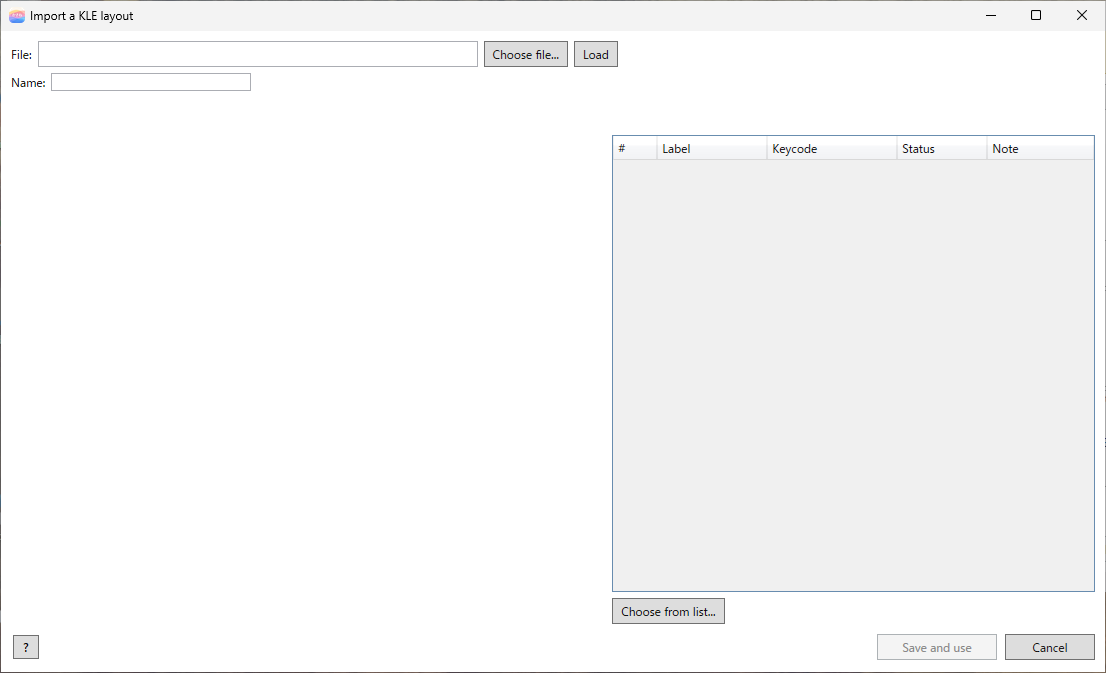 Import a KLE layout
File: Choose file... Load
Name:
# Label Keycode Status Note
Choose from list...
? Save and use Cancel